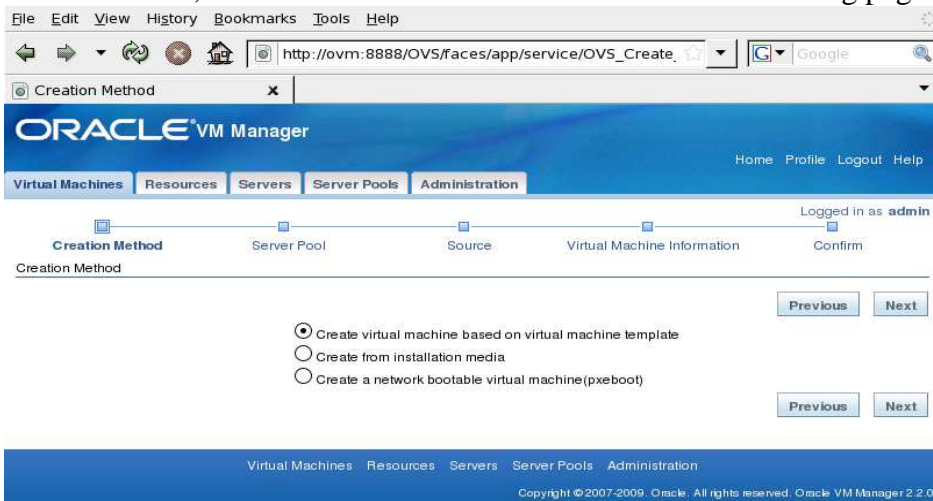 File Edit View History Bookmarks Tools Help
http://ovm:8888/OVS/faces/app/service/OVS_Create_
G Google
Creation Method x
ORACLE VM Manager
Home Profile Logout Help
Virtual Machines Resources Servers Server Pools Administration
Logged in as admin
Creation Method Server Pool Source Virtual Machine Information Confirm
Creation Method
Previous Next
Create virtual machine based on virtual machine template
Create from installation media
Create a network bootable virtual machine(pxeboot)
Previous Next
Virtual Machines Resources Servers Server Pools Administration
Copyright © 2007-2009, Oracle. All rights reserved. Oracle VM Manager 2.2.0